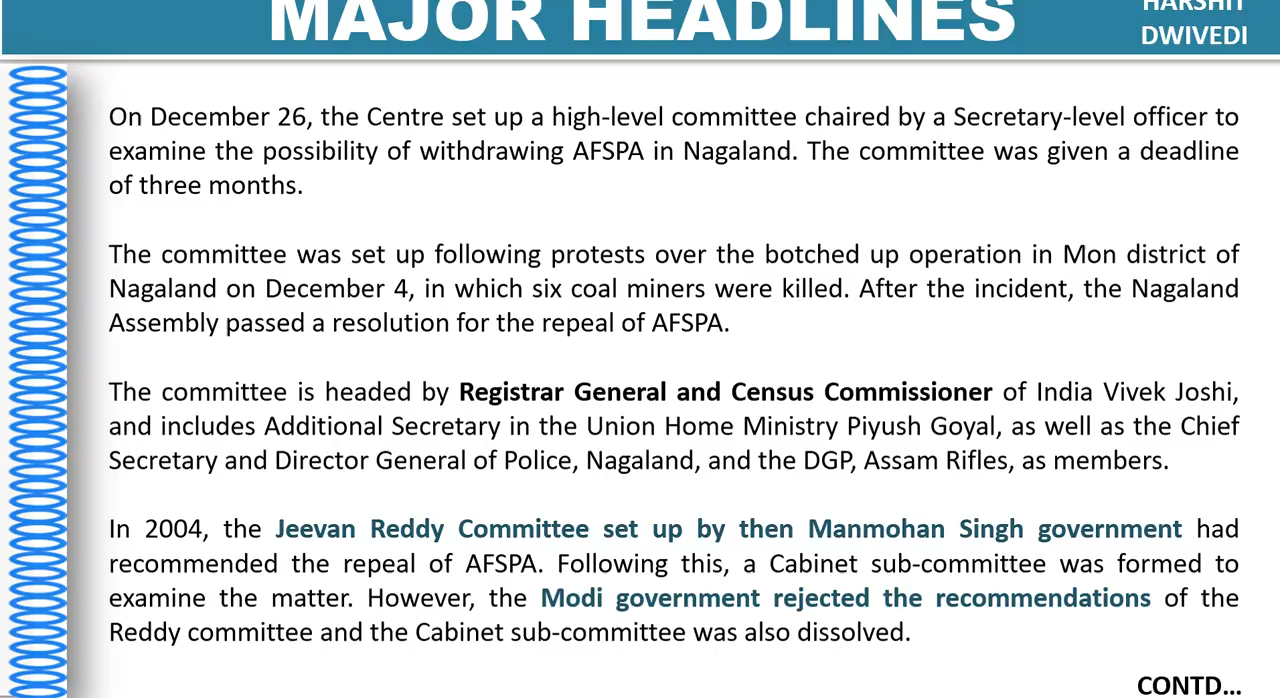 MAJOR HEADLINES
HARSHIT
DWIVEDI
On December 26, the Centre set up a high-level committee chaired by a Secretary-level officer to
examine the possibility of withdrawing AFSPA in Nagaland. The committee was given a deadline
of three months.
The committee was set up following protests over the botched up operation in Mon district of
Nagaland on December 4, in which six coal miners were killed. After the incident, the Nagaland
Assembly passed a resolution for the repeal of AFSPA.
The committee is headed by Registrar General and Census Commissioner of India Vivek Joshi,
and includes Additional Secretary in the Union Home Ministry Piyush Goyal, as well as the Chief
Secretary and Director General of Police, Nagaland, and the DGP, Assam Rifles, as members.
In 2004, the Jeevan Reddy Committee set up by then Manmohan Singh government had
recommended the repeal of AFSPA. Following this, a Cabinet sub-committee was formed to
examine the matter. However, the Modi government rejected the recommendations of the
Reddy committee and the Cabinet sub-committee was also dissolved.
CONTD...